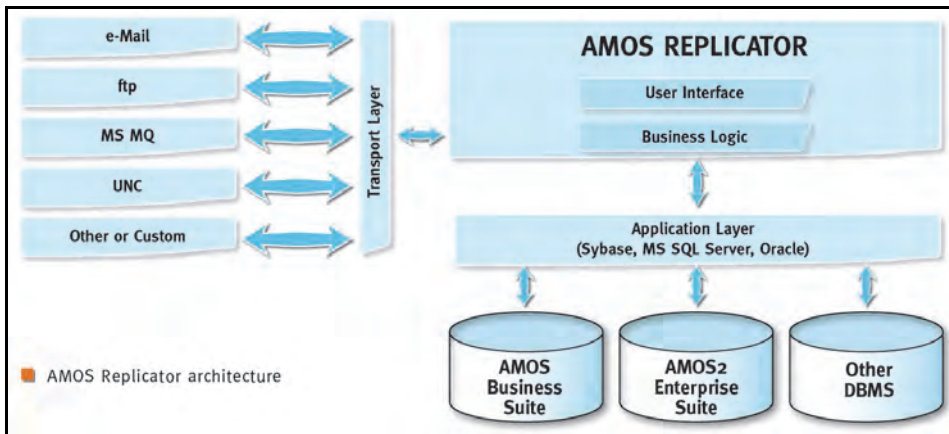 e-Mail
ftp
MS MQ
UNC
Other or Custom
Transport Layer
AMOS REPLICATOR
User Interface
Business Logic
Application Layer
(Sybase, MS SQL Server, Oracle)
AMOS
Business
Suite
AMOS2
Enterprise
Suite
Other
DBMS
AMOS Replicator architecture